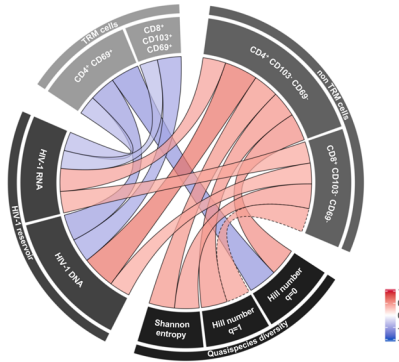 TRM cells
CD4+ CD69+
CD8+
CD103+
CD69+
non TRM cells
CD4+ CD103- CD69-
CD8+ CD103-
CD69-
HIV-1 reservoir
HIV-1 RNA
HIV-1 DNA
Shannon
entropy
Hill number
q=1
Hill number
q=0
Quasispecies diversity